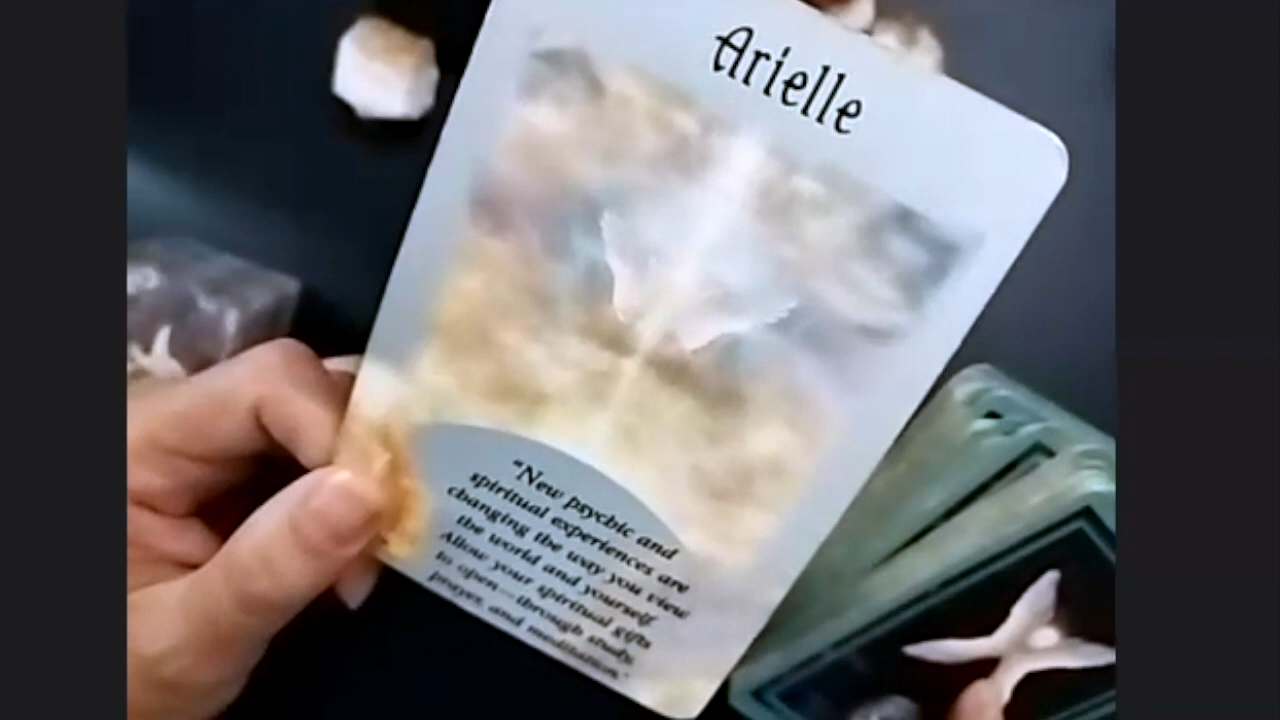 Arielle
"New psychic and
spiritual experiences are
changing the way you view
the world and yourself.
Allow your spiritual gifts
to open—through study,
prayer, and meditation."